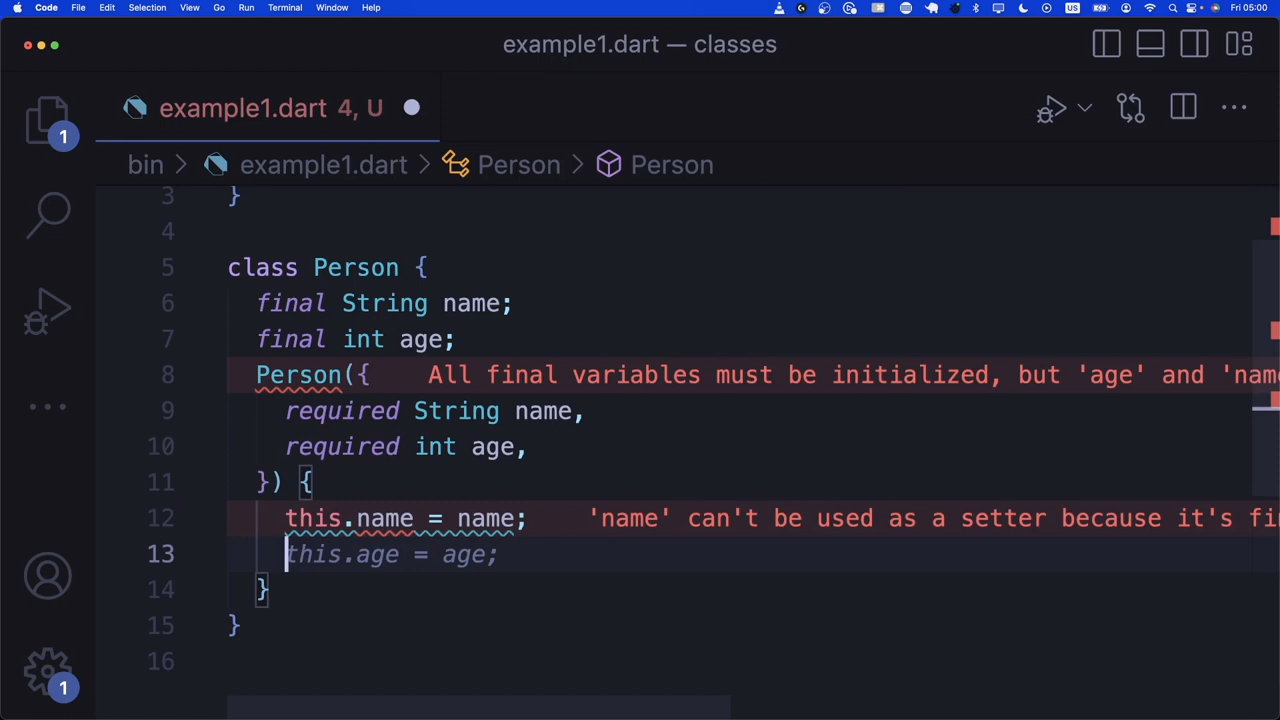 Code File Edit Selection View Go Run Terminal Window Help US Fri 05:00
example1.dart — classes
example1.dart 4, U
1
bin > example1.dart > Person > Person
3 }
4
5 class Person {
6 final String name;
7 final int age;
8 Person({ All final variables must be initialized, but 'age' and 'nam
9 required String name,
10 required int age,
11 }) {
12 this.name = name; 'name' can't be used as a setter because it's fi
13 this.age = age;
14 }
15 }
16
1